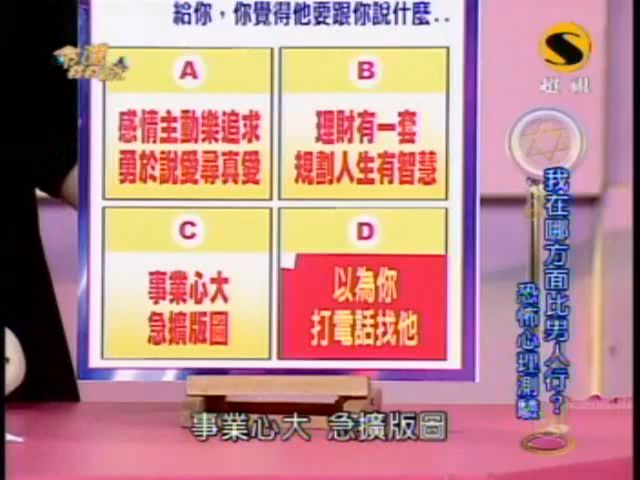 給你，你覺得他要跟你說什麼..
A
感情主動樂追求
勇於說愛尋真愛
B
理財有一套
規劃人生有智慧
C
事業心大
急擴版圖
D
以為你
打電話找他
S
超視
我在哪方面比男人行？
恐怖心理測驗
事業心大 急擴版圖